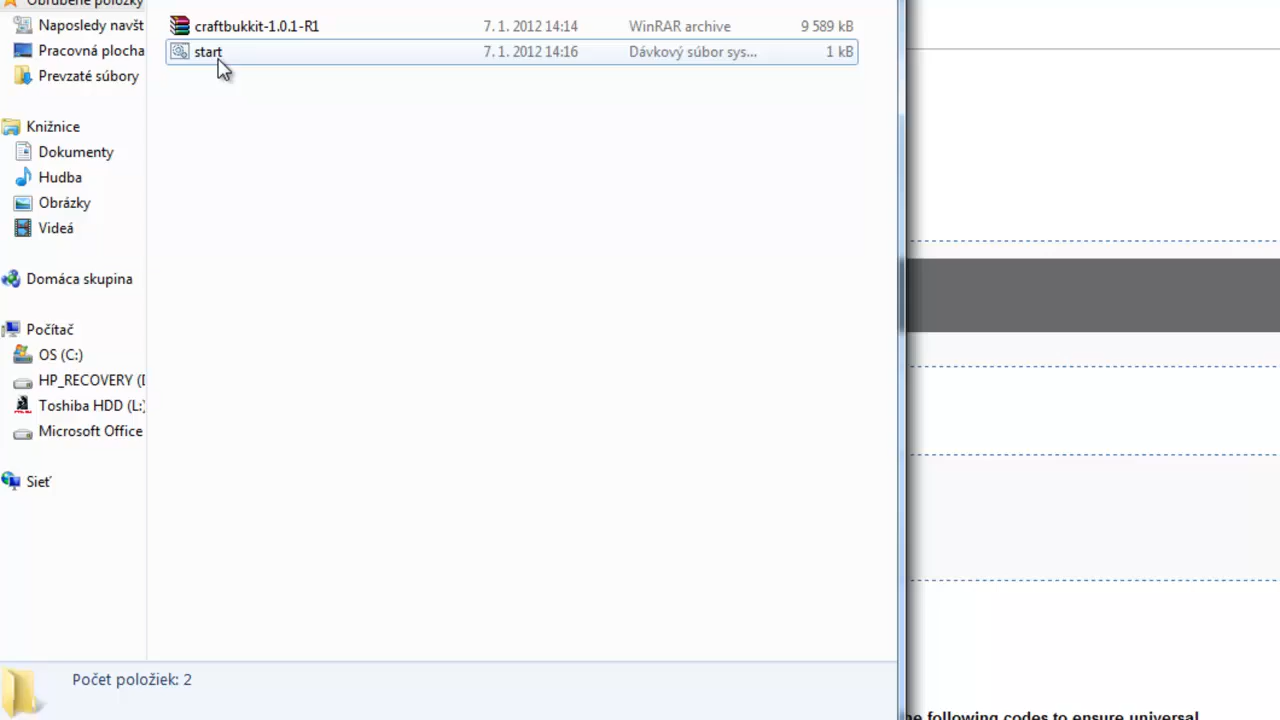 Obľúbené položky
Naposledy navšt
Pracovná plocha
Prevzaté súbory
Knižnice
Dokumenty
Hudba
Obrázky
Videá
Domáca skupina
Počítač
OS (C:)
HP_RECOVERY (D
Toshiba HDD (L:)
Microsoft Office
Sieť
craftbukkit-1.0.1-R1 7. 1. 2012 14:14 WinRAR archive 9 589 kB
start 7. 1. 2012 14:16 Dávkový súbor sys... 1 kB
Počet položiek: 2
he following codes to ensure universal